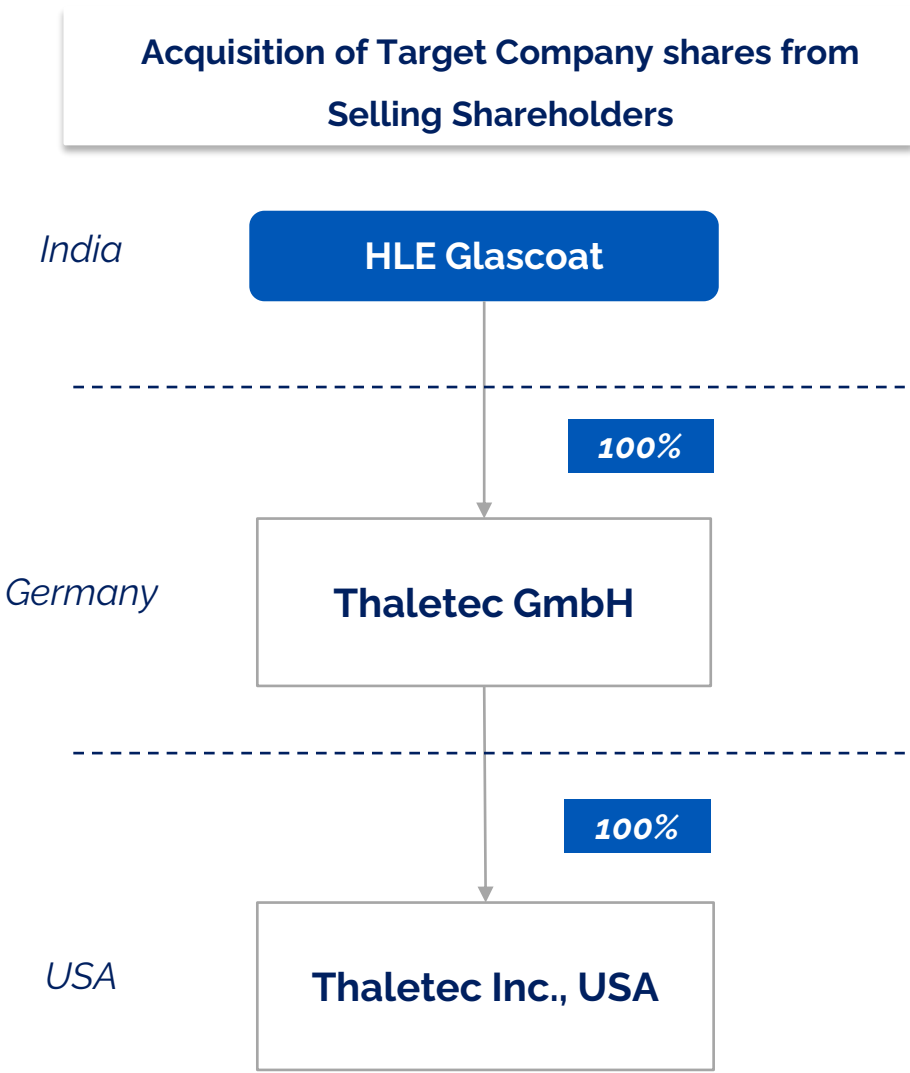 Acquisition of Target Company shares from
Selling Shareholders
India
HLE Glascoat
100%
Germany
Thaletec GmbH
100%
USA
Thaletec Inc., USA